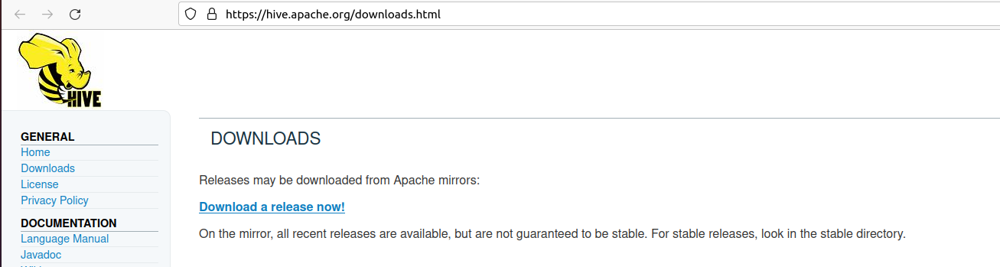 https://hive.apache.org/downloads.html
HIVE
GENERAL
Home
Downloads
License
Privacy Policy
DOCUMENTATION
Language Manual
Javadoc
DOWNLOADS
Releases may be downloaded from Apache mirrors:
Download a release now!
On the mirror, all recent releases are available, but are not guaranteed to be stable. For stable releases, look in the stable directory.